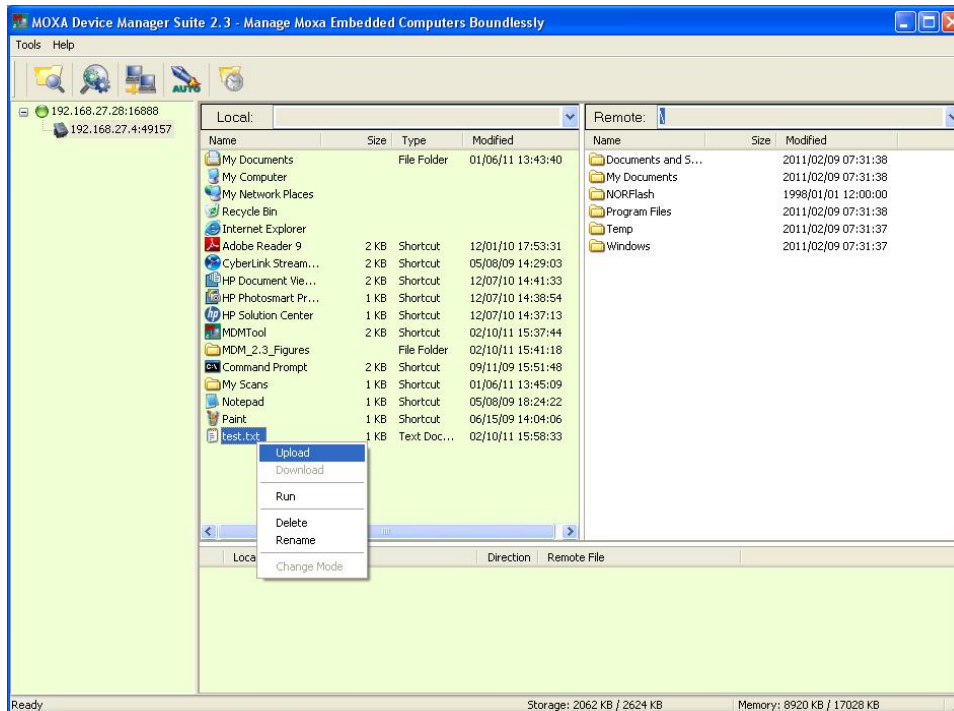 MOXA Device Manager Suite 2.3 - Manage Moxa Embedded Computers Boundlessly
Tools Help
AUTO
192.168.27.28:16888
192.168.27.4:49157
Local:
Name Size Type Modified
My Documents File Folder 01/06/11 13:43:40
My Computer
My Network Places
Recycle Bin
Internet Explorer
Adobe Reader 9 2 KB Shortcut 12/01/10 17:53:31
CyberLink Stream... 2 KB Shortcut 05/08/09 14:29:03
HP Document Vie... 2 KB Shortcut 12/07/10 14:41:33
HP Photosmart Pr... 1 KB Shortcut 12/07/10 14:38:54
HP Solution Center 1 KB Shortcut 12/07/10 14:37:13
MDMTool 2 KB Shortcut 02/10/11 15:37:44
MDM_2.3_Figures File Folder 02/10/11 15:41:18
Command Prompt 2 KB Shortcut 09/11/09 15:51:48
My Scans 1 KB Shortcut 01/06/11 13:45:09
Notepad 1 KB Shortcut 05/08/09 18:24:22
Paint 1 KB Shortcut 06/15/09 14:04:06
test.txt 1 KB Text Doc... 02/10/11 15:58:33
Upload
Download
Run
Delete
Rename
Change Mode
Remote: \
Name Size Modified
Documents and S... 2011/02/09 07:31:38
My Documents 2011/02/09 07:31:38
NORFlash 1998/01/01 12:00:00
Program Files 2011/02/09 07:31:38
Temp 2011/02/09 07:31:37
Windows 2011/02/09 07:31:37
Loca Direction Remote File
Ready Storage: 2062 KB / 2624 KB Memory: 8920 KB / 17028 KB